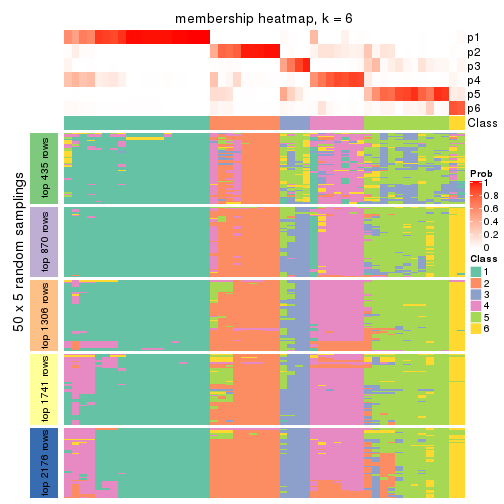 membership heatmap, k = 6
p1
p2
p3
p4
p5
p6
Class
50 x 5 random samplings
top 435 rows
top 870 rows
top 1306 rows
top 1741 rows
top 2176 rows
Prob
1
0.8
0.6
0.4
0.2
0
Class
1
2
3
4
5
6